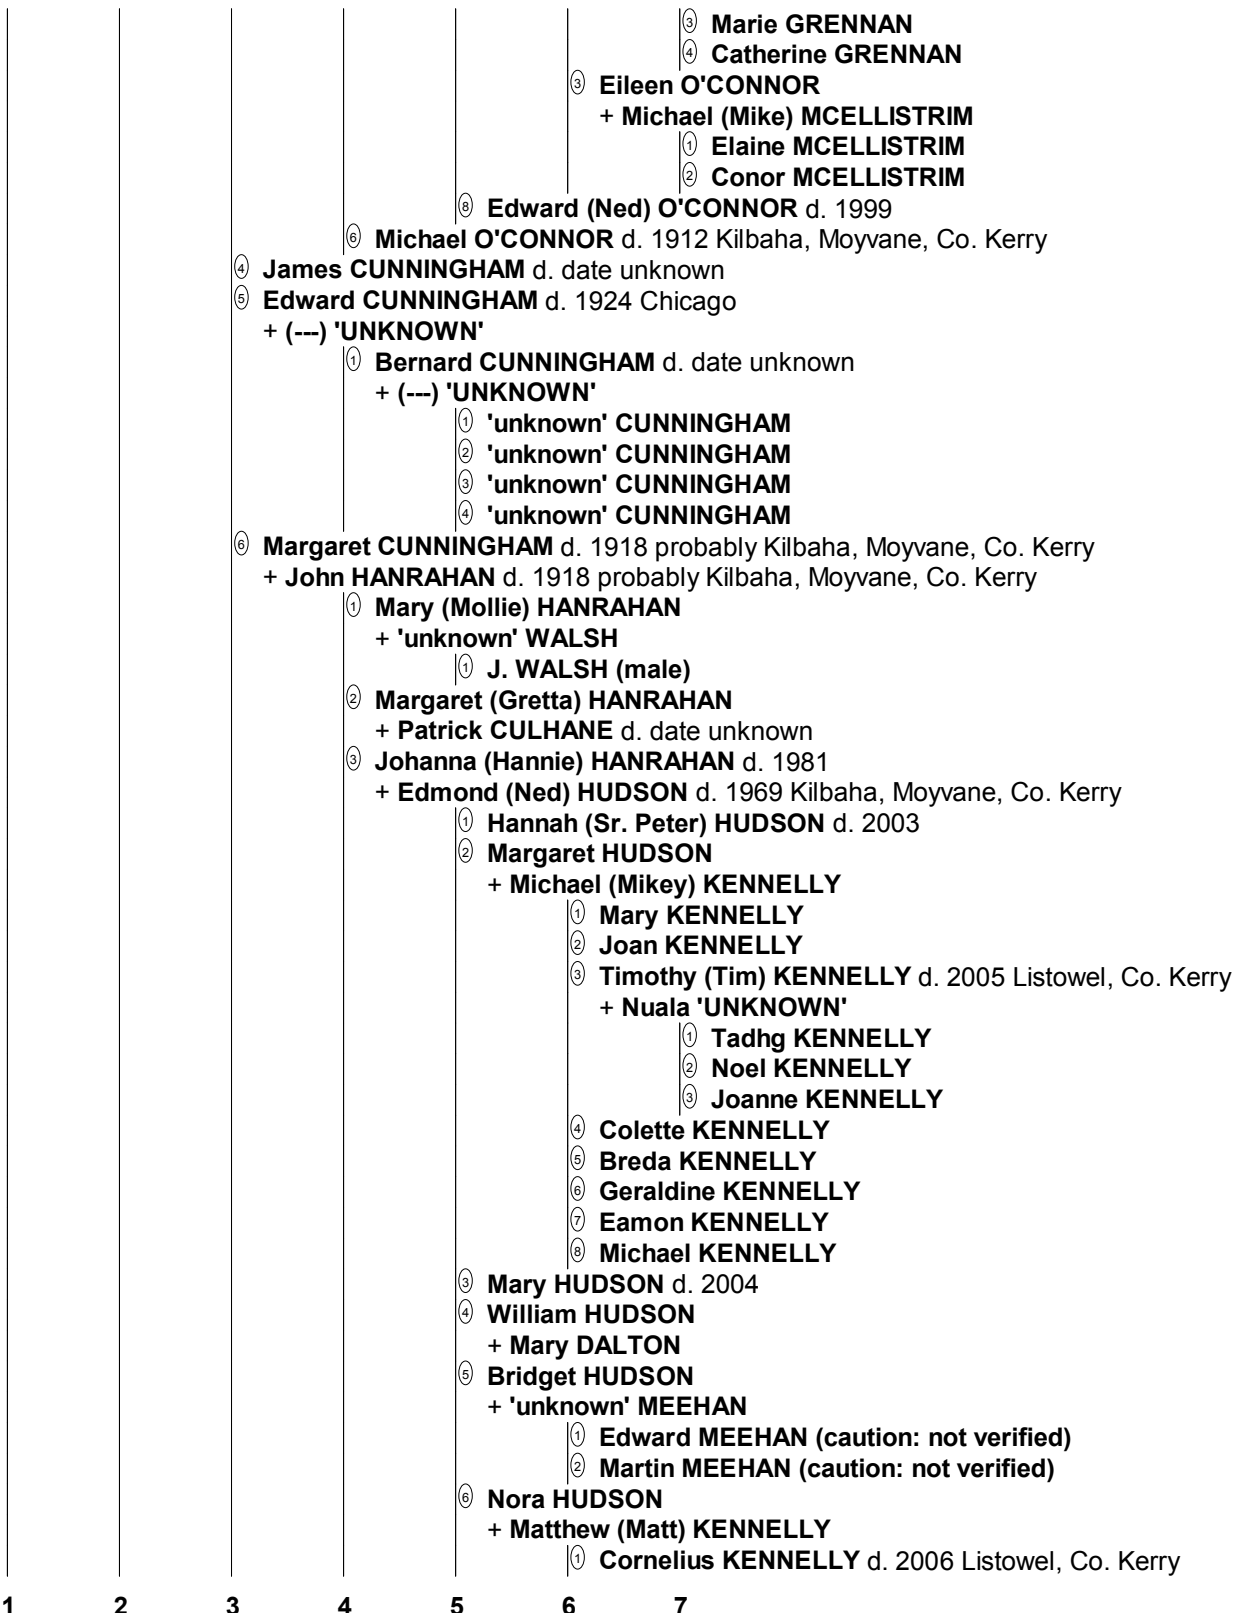 ③ Marie GRENNAN
④ Catherine GRENNAN
③ Eileen O'CONNOR
+ Michael (Mike) MCELLISTRIM
① Elaine MCELLISTRIM
② Conor MCELLISTRIM
⑧ Edward (Ned) O'CONNOR d. 1999
⑥ Michael O'CONNOR d. 1912 Kilbaha, Moyvane, Co. Kerry
④ James CUNNINGHAM d. date unknown
⑤ Edward CUNNINGHAM d. 1924 Chicago
+ (---) 'UNKNOWN'
① Bernard CUNNINGHAM d. date unknown
+ (---) 'UNKNOWN'
① 'unknown' CUNNINGHAM
② 'unknown' CUNNINGHAM
③ 'unknown' CUNNINGHAM
④ 'unknown' CUNNINGHAM
⑥ Margaret CUNNINGHAM d. 1918 probably Kilbaha, Moyvane, Co. Kerry
+ John HANRAHAN d. 1918 probably Kilbaha, Moyvane, Co. Kerry
① Mary (Mollie) HANRAHAN
+ 'unknown' WALSH
① J. WALSH (male)
② Margaret (Gretta) HANRAHAN
+ Patrick CULHANE d. date unknown
③ Johanna (Hannie) HANRAHAN d. 1981
+ Edmond (Ned) HUDSON d. 1969 Kilbaha, Moyvane, Co. Kerry
① Hannah (Sr. Peter) HUDSON d. 2003
② Margaret HUDSON
+ Michael (Mikey) KENNELLY
① Mary KENNELLY
② Joan KENNELLY
③ Timothy (Tim) KENNELLY d. 2005 Listowel, Co. Kerry
+ Nuala 'UNKNOWN'
① Tadhg KENNELLY
② Noel KENNELLY
③ Joanne KENNELLY
④ Colette KENNELLY
⑤ Breda KENNELLY
⑥ Geraldine KENNELLY
⑦ Eamon KENNELLY
⑧ Michael KENNELLY
③ Mary HUDSON d. 2004
④ William HUDSON
+ Mary DALTON
⑤ Bridget HUDSON
+ 'unknown' MEEHAN
① Edward MEEHAN (caution: not verified)
② Martin MEEHAN (caution: not verified)
⑥ Nora HUDSON
+ Matthew (Matt) KENNELLY
① Cornelius KENNELLY d. 2006 Listowel, Co. Kerry
1 2 3 4 5 6 7